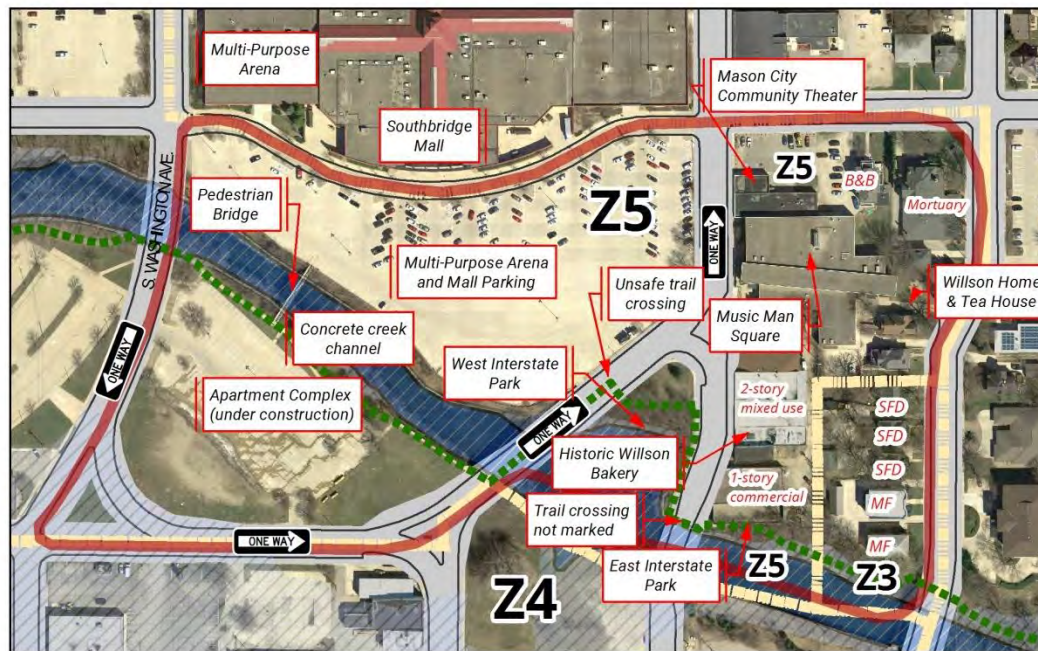 Multi-Purpose
Arena
Southbridge
Mall
Mason City
Community Theater
Z5
B&B
Mortuary
S. WASHINGTON AVE.
Pedestrian
Bridge
Z5
ONE WAY
Multi-Purpose Arena
and Mall Parking
Unsafe trail
crossing
Music Man
Square
Willson Home
& Tea House
Concrete creek
channel
West Interstate
Park
ONE WAY
Apartment Complex
(under construction)
2-story
mixed use
SFD
SFD
SFD
ONE WAY
Historic Willson
Bakery
1-story
commercial
MF
MF
Trail crossing
not marked
ONE WAY
East Interstate
Park
Z5
Z3
Z4